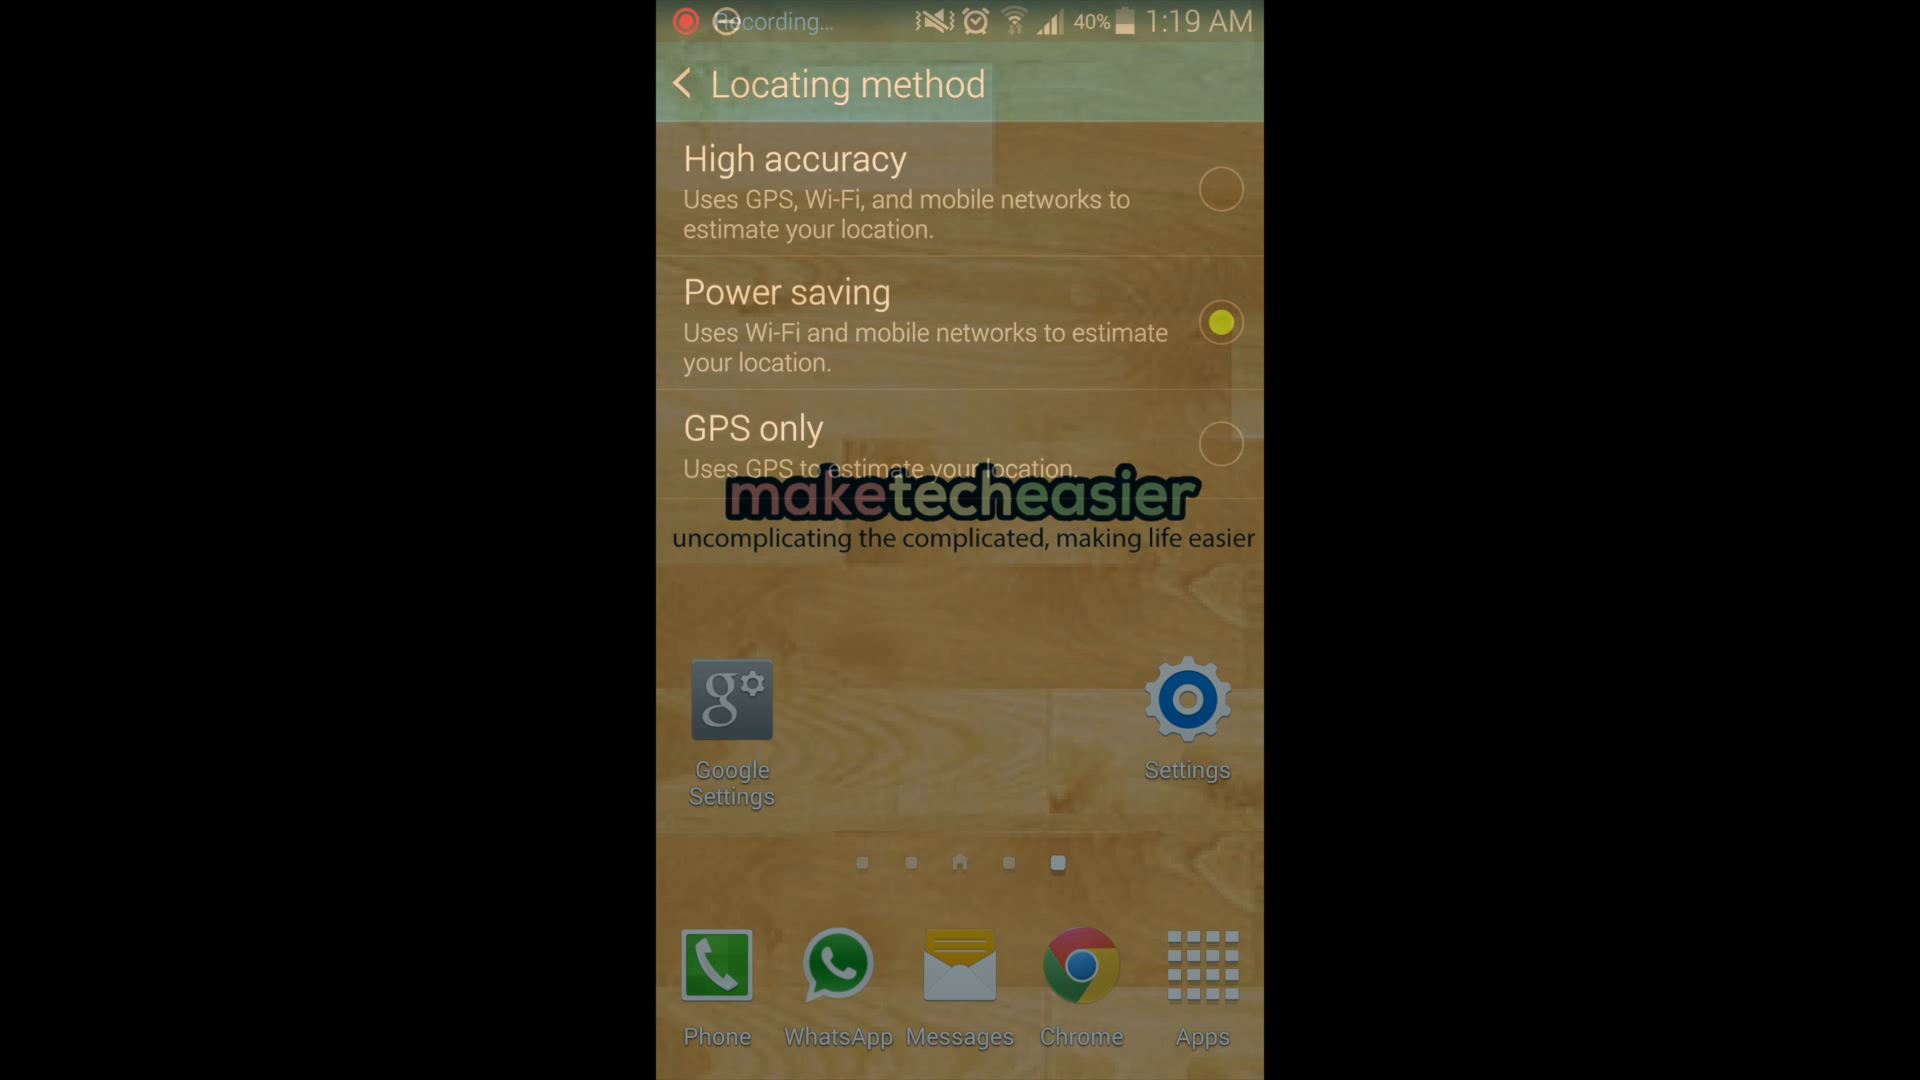 Recording...
40% 1:19 AM
Locating method
High accuracy
Uses GPS, Wi-Fi, and mobile networks to
estimate your location.
Power saving
Uses Wi-Fi and mobile networks to estimate
your location.
GPS only
Uses GPS to estimate your location.
maketecheasier
uncomplicating the complicated, making life easier
Google
Settings
Settings
Phone
WhatsApp
Messages
Chrome
Apps